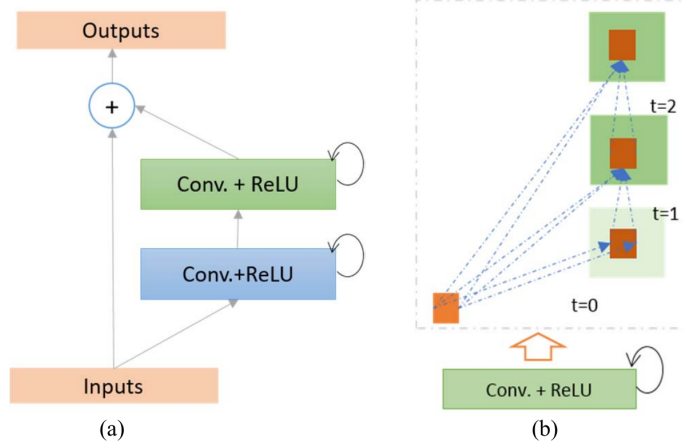 Outputs
+
Conv. + ReLU
Conv.+ReLU
Inputs
(a)
t=2
t=1
t=0
Conv. + ReLU
(b)